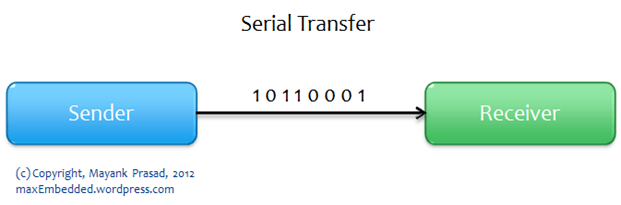 Serial Transfer
1 0 1 1 0 0 0 1
Sender
Receiver
(c) Copyright, Mayank Prasad, 2012
maxEmbedded.wordpress.com